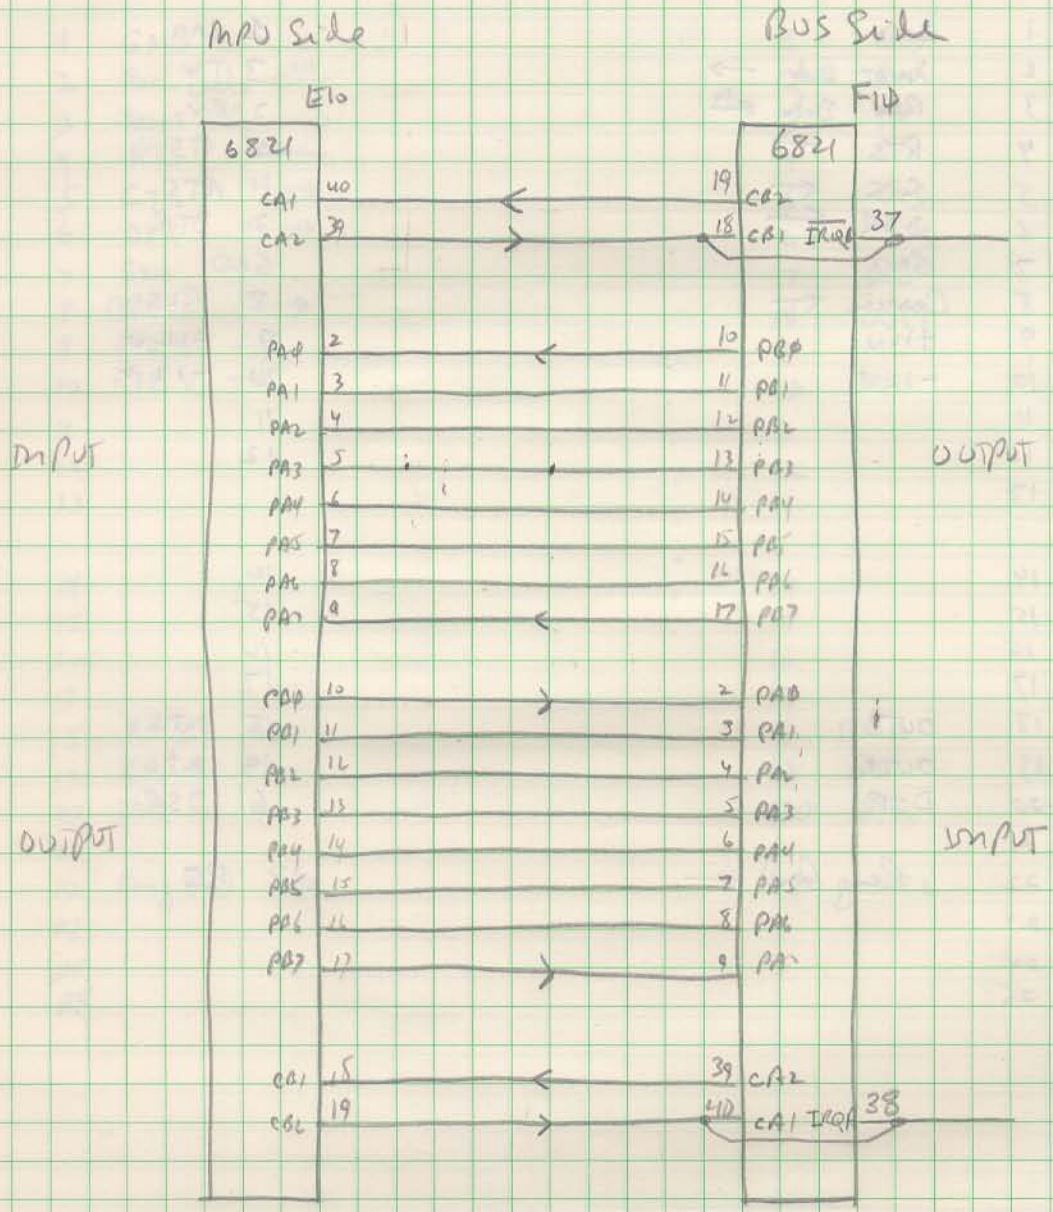 MPU Side BUS Side
E10 F10
6821 6821
CA1 40 19 CB2
CA2 39 18 CB1 IRQB 37
PA0 2 10 PB0
PA1 3 11 PB1
PA2 4 12 PB2
INPUT OUTPUT
PA3 5 13 PB3
PA4 6 14 PB4
PA5 7 15 PB5
PA6 8 16 PB6
PA7 9 17 PB7
PB0 10 2 PA0
PB1 11 3 PA1
PB2 12 4 PA2
PB3 13 5 PA3
OUTPUT INPUT
PB4 14 6 PA4
PB5 15 7 PA5
PB6 16 8 PA6
PB7 17 9 PA7
CB1 18 39 CA2
CB2 19 40 CA1 IRQA 38